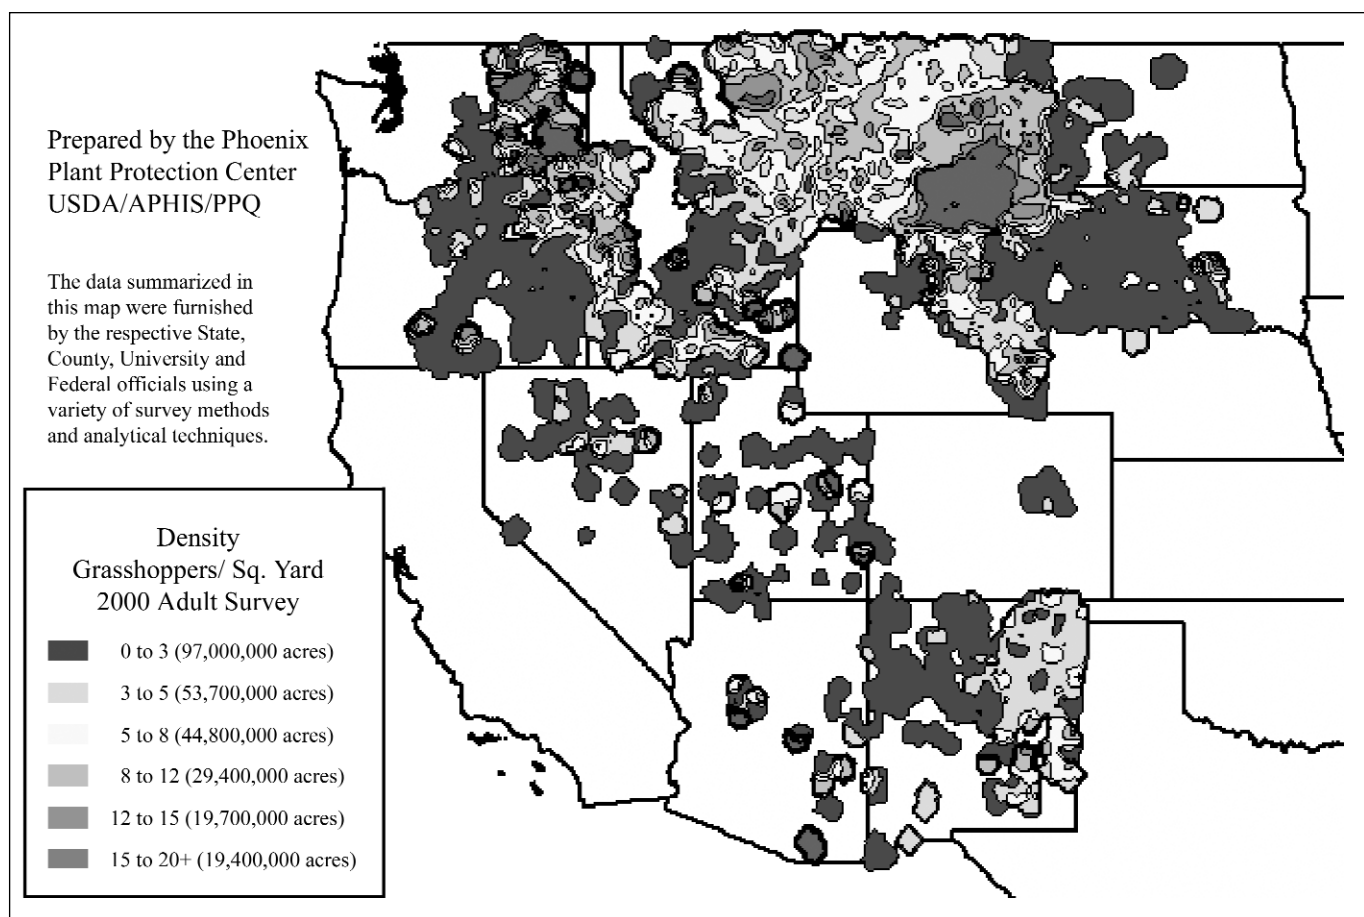 Prepared by the Phoenix
Plant Protection Center
USDA/APHIS/PPQ
The data summarized in
this map were furnished
by the respective State,
County, University and
Federal officials using a
variety of survey methods
and analytical techniques.
Density
Grasshoppers/ Sq. Yard
2000 Adult Survey
0 to 3 (97,000,000 acres)
3 to 5 (53,700,000 acres)
5 to 8 (44,800,000 acres)
8 to 12 (29,400,000 acres)
12 to 15 (19,700,000 acres)
15 to 20+ (19,400,000 acres)